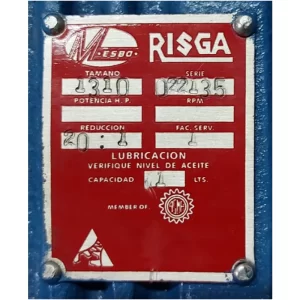 MESBO. RISGA
TAMAÑO SERIE
1310 D22135
POTENCIA H.P. RPM
REDUCCION FAC. SERV.
20:1 1
LUBRICACION
VERIFIQUE NIVEL DE ACEITE
CAPACIDAD 1 LTS.
MEMBER OF.